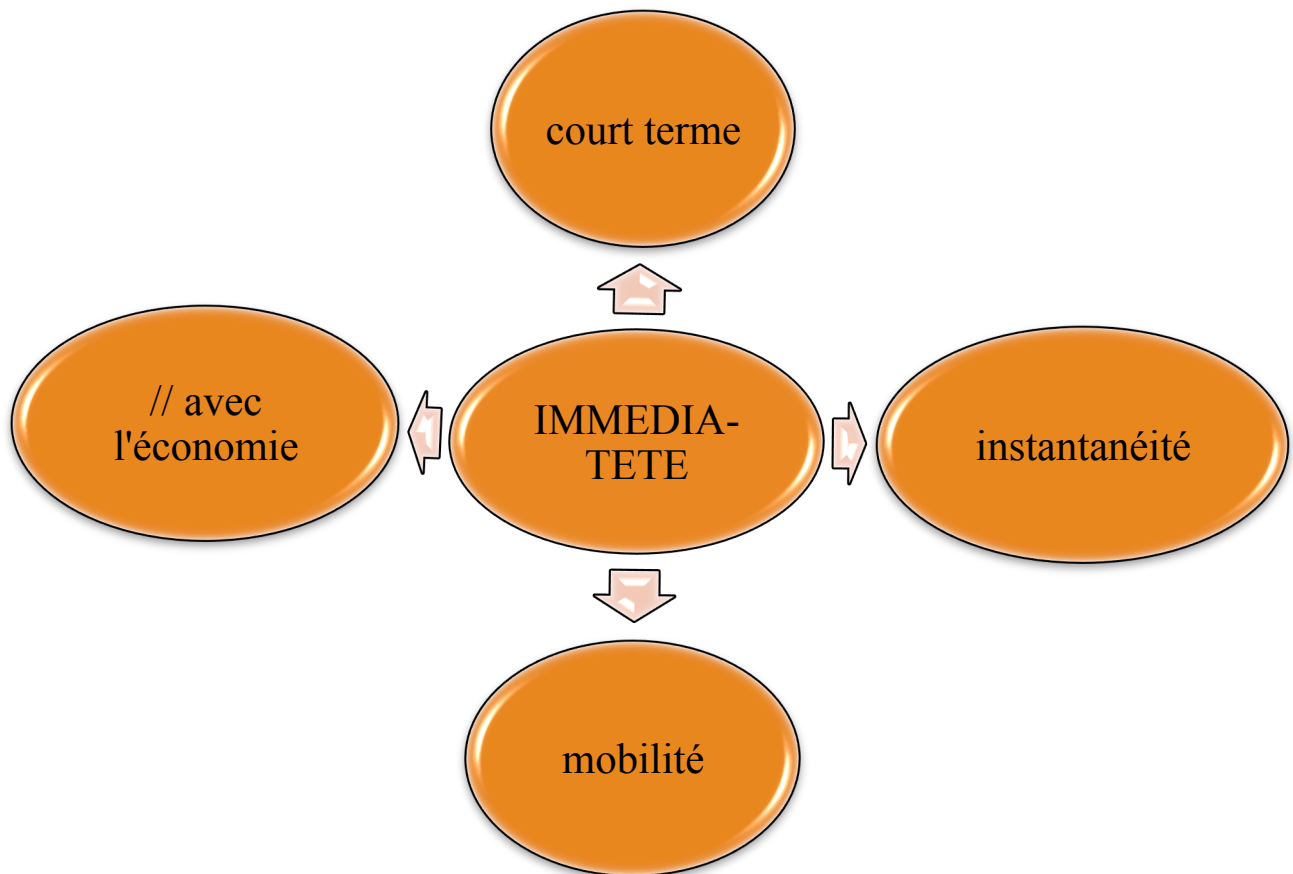 court terme
// avec
l'économie
IMMEDIA-
TETE
instantanéité
mobilité